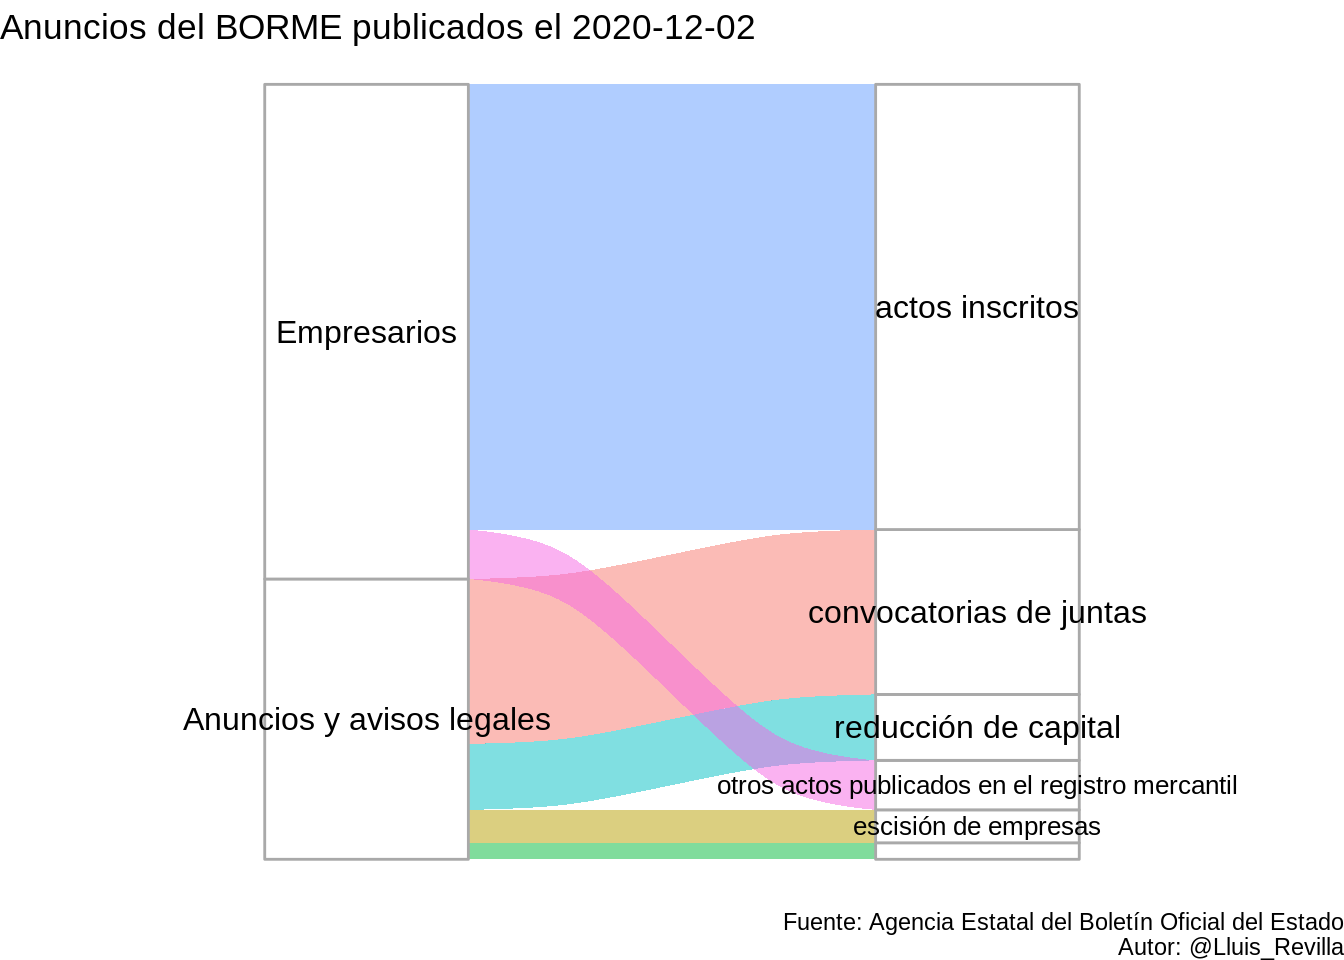 Anuncios del BORME publicados el 2020-12-02
Empresarios
actos inscritos
convocatorias de juntas
Anuncios y avisos legales
reducción de capital
otros actos publicados en el registro mercantil
escisión de empresas
Fuente: Agencia Estatal del Boletín Oficial del Estado
Autor: @Lluis_Revilla